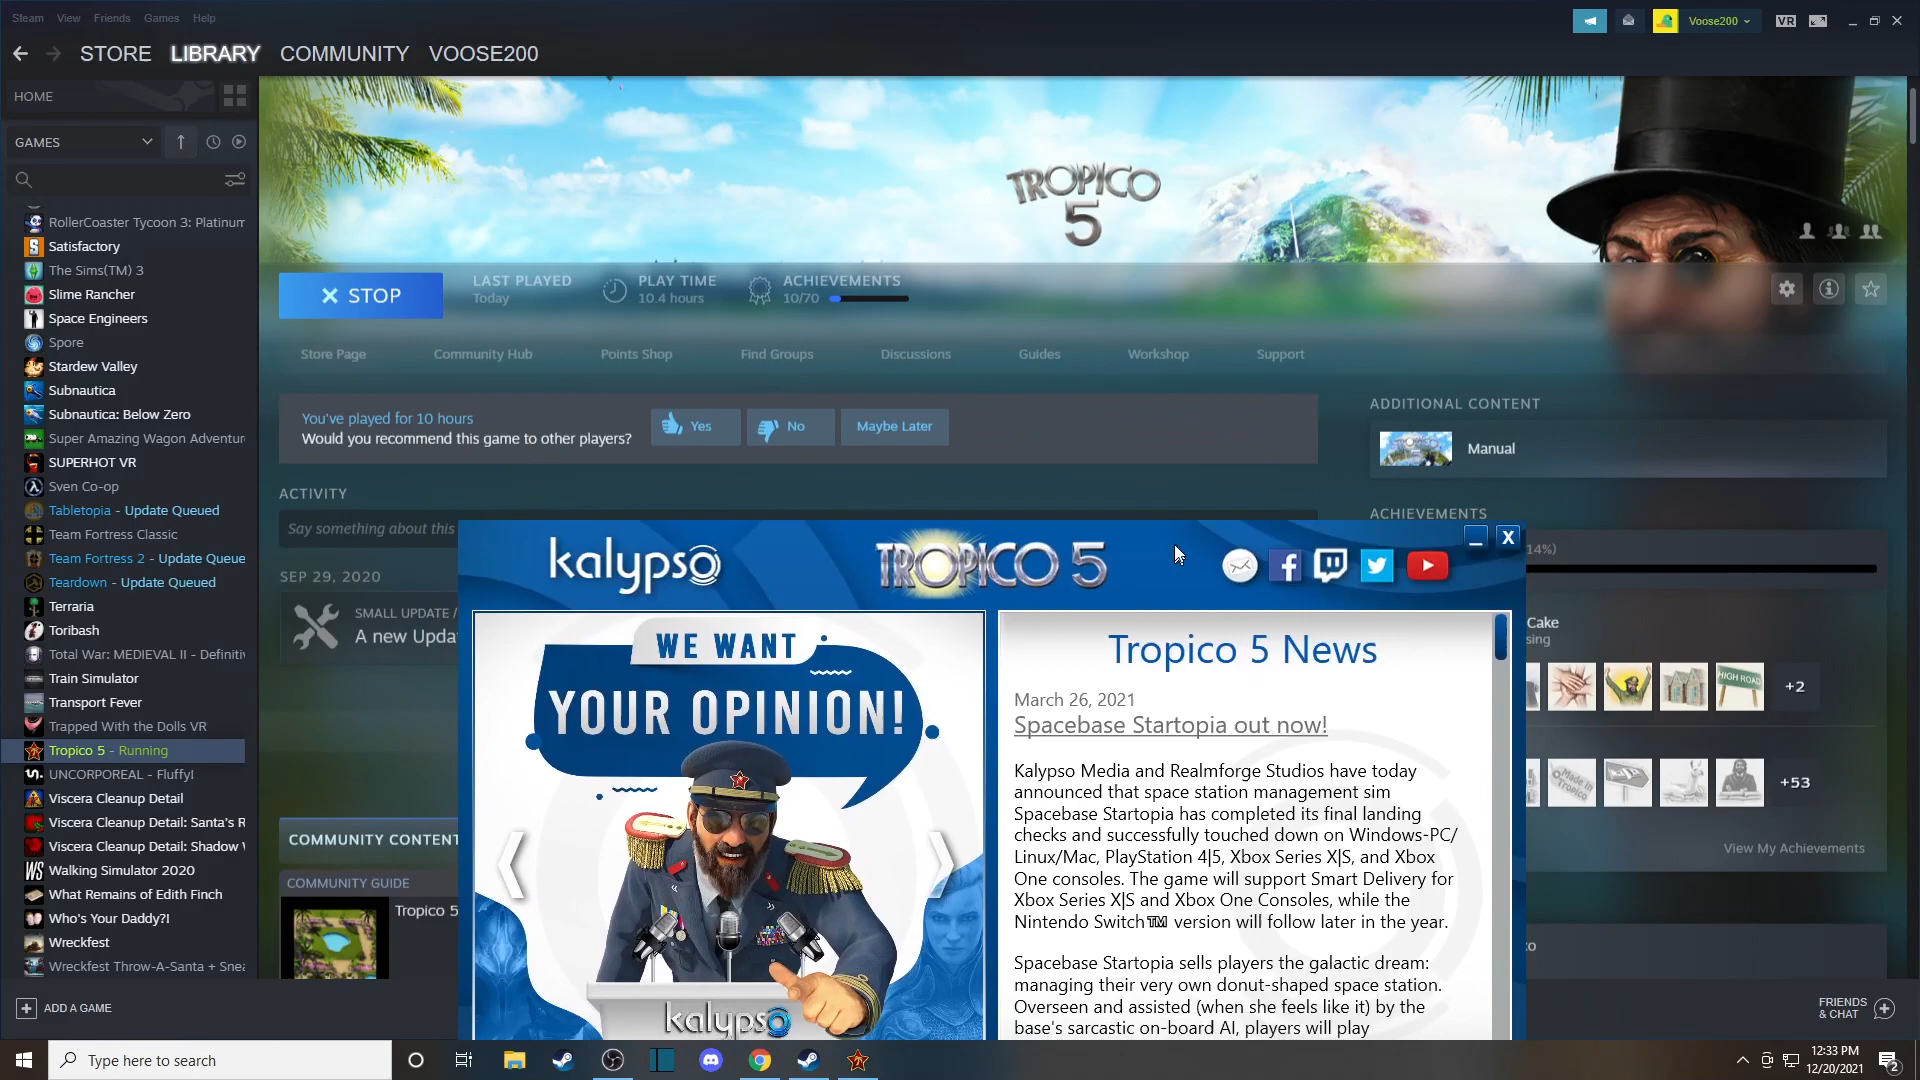 Steam View Friends Games Help
Voose200
VR
STORE LIBRARY COMMUNITY VOOSE200
HOME
GAMES
RollerCoaster Tycoon 3: Platinum
Satisfactory
The Sims(TM) 3
Slime Rancher
Space Engineers
Spore
Stardew Valley
Subnautica
Subnautica: Below Zero
Super Amazing Wagon Adventur
SUPERHOT VR
Sven Co-op
Tabletopia - Update Queued
Team Fortress Classic
Team Fortress 2 - Update Queue
Teardown - Update Queued
Terraria
Toribash
Total War: MEDIEVAL II - Definitiv
Train Simulator
Transport Fever
Trapped With the Dolls VR
Tropico 5 - Running
UNCORPOREAL - Fluffy!
Viscera Cleanup Detail
Viscera Cleanup Detail: Santa's R
Viscera Cleanup Detail: Shadow W
Walking Simulator 2020
What Remains of Edith Finch
Who's Your Daddy?!
Wreckfest
Wreckfest Throw-A-Santa + Snea
ADD A GAME
TROPICO
5
STOP
LAST PLAYED
Today
PLAY TIME
10.4 hours
ACHIEVEMENTS
10/70
Store Page Community Hub Points Shop Find Groups Discussions Guides Workshop Support
You've played for 10 hours
Would you recommend this game to other players?
Yes No Maybe Later
ADDITIONAL CONTENT
Manual
ACTIVITY
Say something about this
SEP 29, 2020
SMALL UPDATE /
A new Upda
COMMUNITY CONTENT
COMMUNITY GUIDE
Tropico 5
ACHIEVEMENTS
14%)
Cake
sing
HIGH ROAD
+2
Made in Tropico
+53
View My Achievements
co
FRIENDS
& CHAT
kalypso
TROPICO 5
X
WE WANT
YOUR OPINION!
kalypso
Tropico 5 News
March 26, 2021
Spacebase Startopia out now!
Kalypso Media and Realmforge Studios have today
announced that space station management sim
Spacebase Startopia has completed its final landing
checks and successfully touched down on Windows-PC/
Linux/Mac, PlayStation 4|5, Xbox Series X|S, and Xbox
One consoles. The game will support Smart Delivery for
Xbox Series X|S and Xbox One Consoles, while the
Nintendo Switch™ version will follow later in the year.
Spacebase Startopia sells players the galactic dream:
managing their very own donut-shaped space station.
Overseen and assisted (when she feels like it) by the
base's sarcastic on-board AI, players will play
Type here to search
12:33 PM
12/20/2021
2